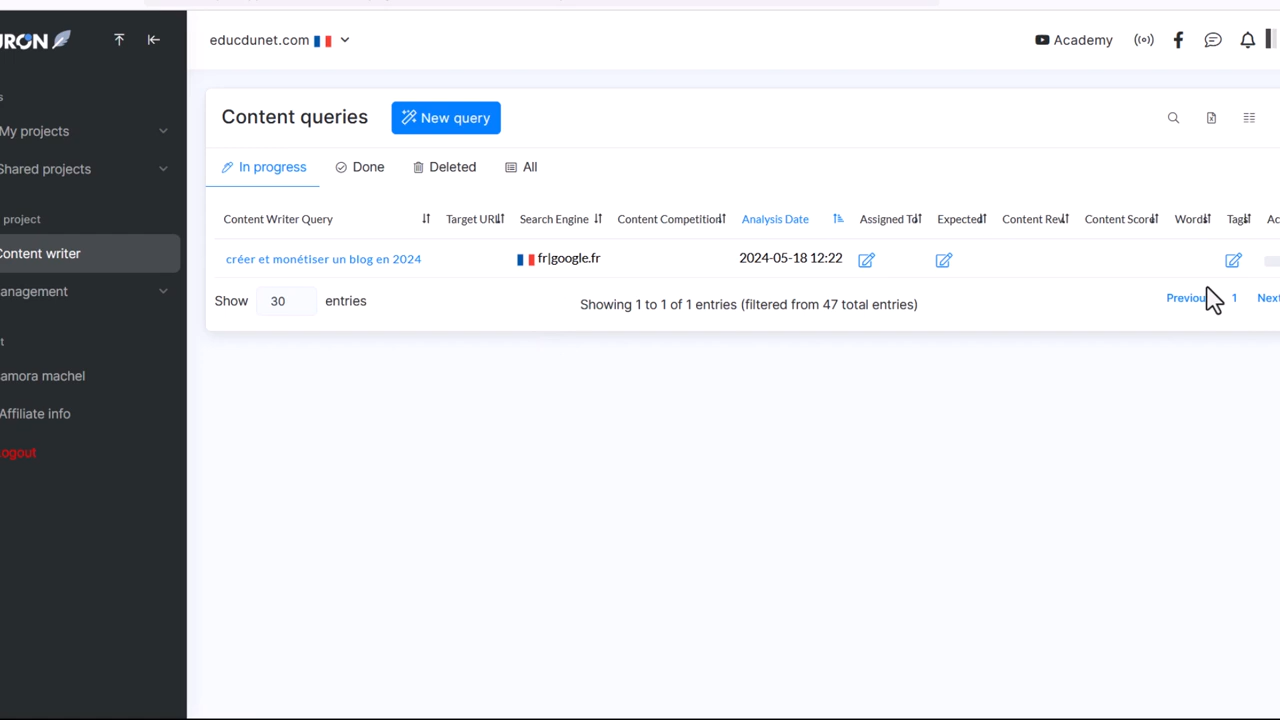 URON
educdunet.com
Academy
Content queries
New query
My projects
Shared projects
project
Content writer
anagement
amora machel
Affiliate info
Logout
In progress
Done
Deleted
All
Content Writer Query
Target URL
Search Engine
Content Competition
Analysis Date
Assigned To
Expected
Content Rev
Content Score
Words
Tags
Ac
créer et monétiser un blog en 2024
fr|google.fr
2024-05-18 12:22
Show 30 entries
Showing 1 to 1 of 1 entries (filtered from 47 total entries)
Previou
1
Next